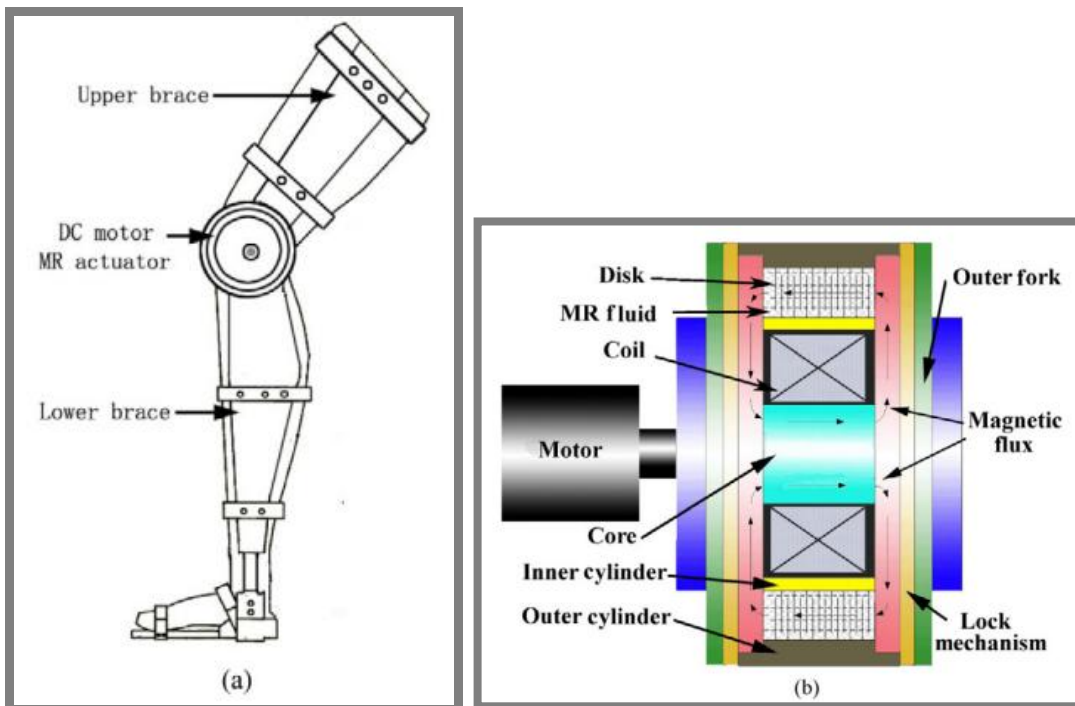 Upper brace
DC motor
MR actuator
Lower brace
(a)
Disk
MR fluid
Coil
Motor
Core
Inner cylinder
Outer cylinder
Outer fork
Magnetic
flux
Lock
mechanism
(b)